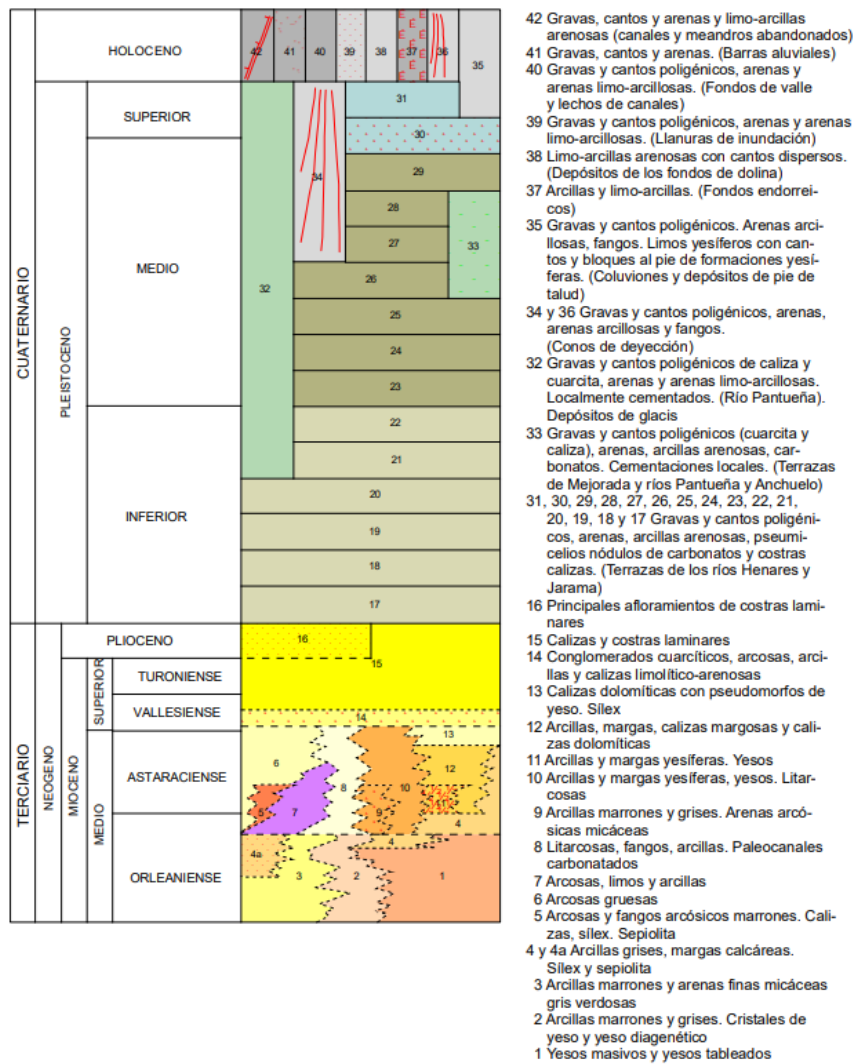 HOLOCENO
42
41
40
39
38
37
36
35
É
É
É
É
É
É
CUATERNARIO
PLEISTOCENO
SUPERIOR
31
30
34
29
MEDIO
28
33
27
32
26
25
24
23
INFERIOR
22
21
20
19
18
17
TERCIARIO
NEOGENO
PLIOCENO
16
15
MIOCENO
SUPERIOR
TURONIENSE
VALLESIENSE
14
MEDIO
ASTARACIENSE
13
6
12
8
10
11
5
7
9
4
ORLEANIENSE
4a
4
3
2
1
42 Gravas, cantos y arenas y limo-arcillas
arenosas (canales y meandros abandonados)
41 Gravas, cantos y arenas. (Barras aluviales)
40 Gravas y cantos poligénicos, arenas y
arenas limo-arcillosas. (Fondos de valle
y lechos de canales)
39 Gravas y cantos poligénicos, arenas y arenas
limo-arcillosas. (Llanuras de inundación)
38 Limo-arcillas arenosas con cantos dispersos.
(Depósitos de los fondos de dolina)
37 Arcillas y limo-arcillas. (Fondos endorrei-
cos)
35 Gravas y cantos poligénicos. Arenas arci-
llosas, fangos. Limos yesíferos con can-
tos y bloques al pie de formaciones yesí-
feras. (Coluviones y depósitos de pie de
talud)
34 y 36 Gravas y cantos poligénicos, arenas,
arenas arcillosas y fangos.
(Conos de deyección)
32 Gravas y cantos poligénicos de caliza y
cuarcita, arenas y arenas limo-arcillosas.
Localmente cementados. (Río Pantueña).
Depósitos de glacis
33 Gravas y cantos poligénicos (cuarcita y
caliza), arenas, arcillas arenosas, car-
bonatos. Cementaciones locales. (Terrazas
de Mejorada y ríos Pantueña y Anchuelo)
31, 30, 29, 28, 27, 26, 25, 24, 23, 22, 21,
20, 19, 18 y 17 Gravas y cantos poligéni-
cos, arenas, arcillas arenosas, pseumi-
celios nódulos de carbonatos y costras
calizas. (Terrazas de los ríos Henares y
Jarama)
16 Principales afloramientos de costras lami-
nares
15 Calizas y costras laminares
14 Conglomerados cuarcíticos, arcosas, arci-
llas y calizas limolítico-arenosas
13 Calizas dolomíticas con pseudomorfos de
yeso. Sílex
12 Arcillas, margas, calizas margosas y cali-
zas dolomíticas
11 Arcillas y margas yesíferas. Yesos
10 Arcillas y margas yesíferas, yesos. Litar-
cosas
9 Arcillas marrones y grises. Arenas arcó-
sicas micáceas
8 Litarcosas, fangos, arcillas. Paleocanales
carbonatados
7 Arcosas, limos y arcillas
6 Arcosas gruesas
5 Arcosas y fangos arcósicos marrones. Cali-
zas, sílex. Sepiolita
4 y 4a Arcillas grises, margas calcáreas.
Sílex y sepiolita
3 Arcillas marrones y arenas finas micáceas
gris verdosas
2 Arcillas marrones y grises. Cristales de
yeso y yeso diagenético
1 Yesos masivos y yesos tableados